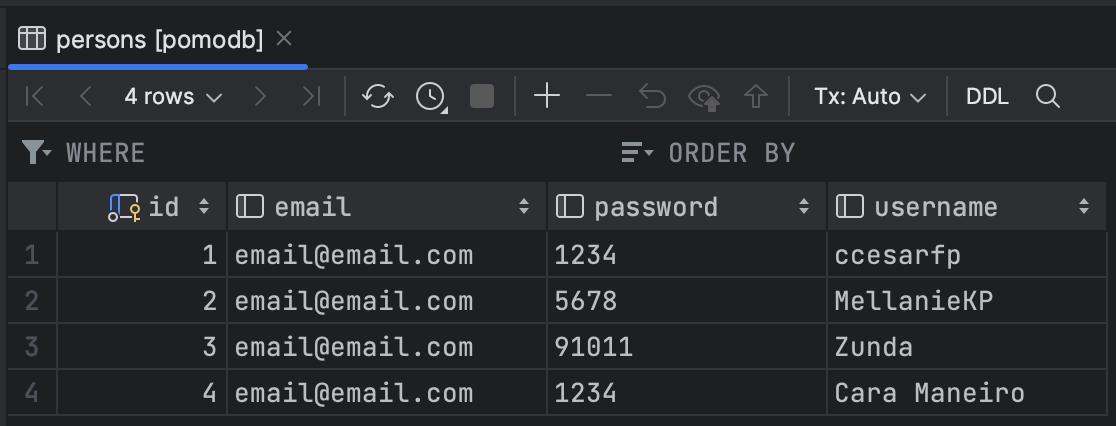 persons [pomodb]
4 rows Tx: Auto DDL
WHERE ORDER BY
id email password username
1 1 email@email.com 1234 ccesarfp
2 2 email@email.com 5678 MellanieKP
3 3 email@email.com 91011 Zunda
4 4 email@email.com 1234 Cara Maneiro